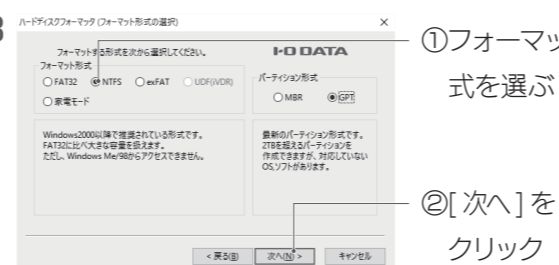 ハードディスクフォーマッタ (フォーマット形式の選択)
×
フォーマットする形式を次から選択してください。
I-O DATA
フォーマット形式
FAT32 NTFS exFAT UDF(iVDR)
家電モード
パーティション形式
MBR GPT
Windows2000以降で推奨されている形式です。
FAT32に比べ大きな容量を扱えます。
ただし、Windows Me/98からアクセスできません。
最新のパーティション形式です。
2TBを超えるパーティションを
作成できますが、対応していない
OS,ソフトがあります。
< 戻る(B)
次へ(N) >
キャンセル
①フォーマッ
式を選ぶ
②[ 次へ ] を
クリック